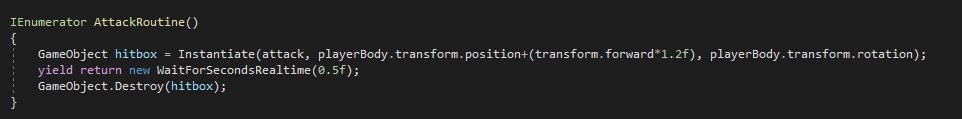 IEnumerator AttackRoutine()
{
GameObject hitbox = Instantiate(attack, playerBody.transform.position+(transform.forward*1.2f), playerBody.transform.rotation);
yield return new WaitForSecondsRealtime(0.5f);
GameObject.Destroy(hitbox);
}